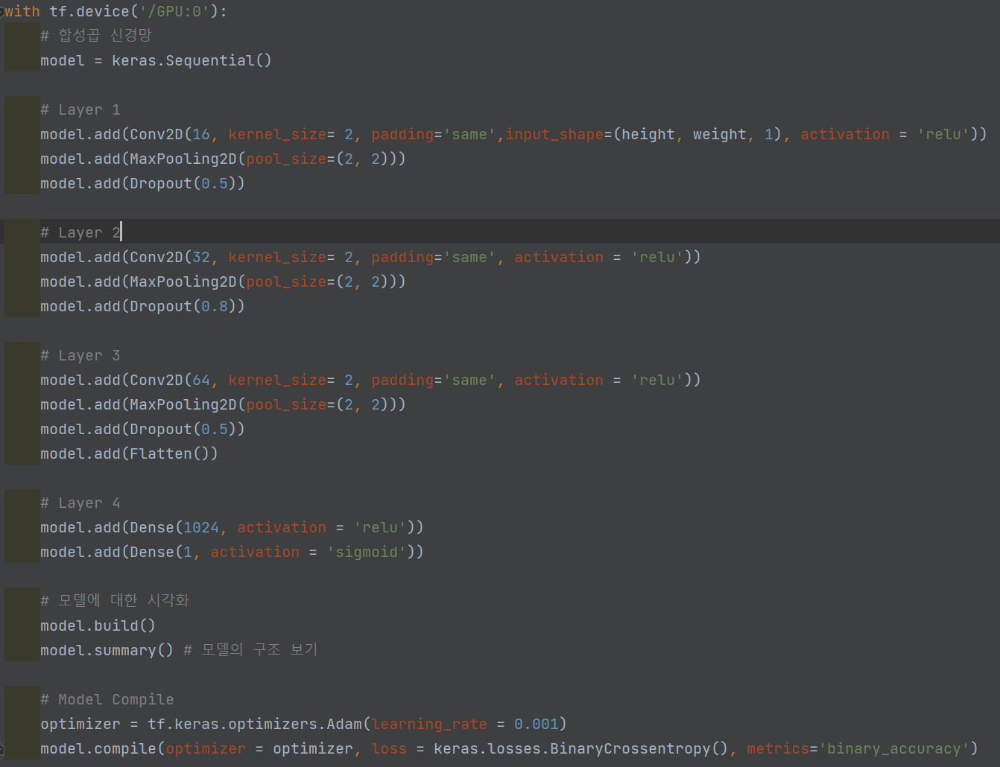 with tf.device('/GPU:0'):
    # 합성곱 신경망
    model = keras.Sequential()

    # Layer 1
    model.add(Conv2D(16, kernel_size= 2, padding='same',input_shape=(height, weight, 1), activation = 'relu'))
    model.add(MaxPooling2D(pool_size=(2, 2)))
    model.add(Dropout(0.5))

    # Layer 2
    model.add(Conv2D(32, kernel_size= 2, padding='same', activation = 'relu'))
    model.add(MaxPooling2D(pool_size=(2, 2)))
    model.add(Dropout(0.8))

    # Layer 3
    model.add(Conv2D(64, kernel_size= 2, padding='same', activation = 'relu'))
    model.add(MaxPooling2D(pool_size=(2, 2)))
    model.add(Dropout(0.5))
    model.add(Flatten())

    # Layer 4
    model.add(Dense(1024, activation = 'relu'))
    model.add(Dense(1, activation = 'sigmoid'))

    # 모델에 대한 시각화
    model.build()
    model.summary() # 모델의 구조 보기

    # Model Compile
    optimizer = tf.keras.optimizers.Adam(learning_rate = 0.001)
    model.compile(optimizer = optimizer, loss = keras.losses.BinaryCrossentropy(), metrics='binary_accuracy')